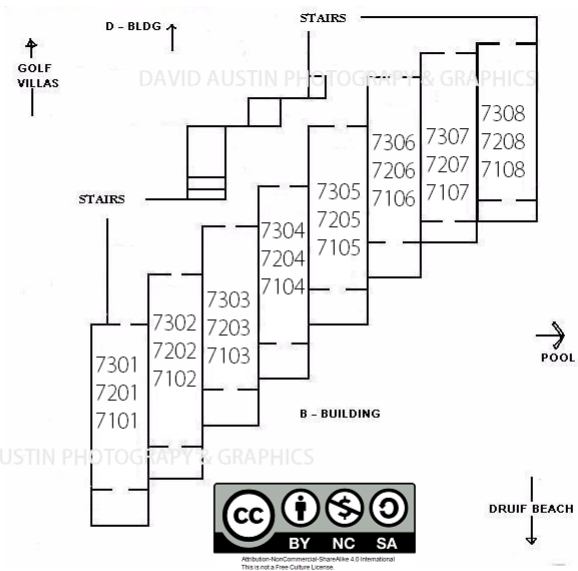 STAIRS
D - BLDG
GOLF
VILLAS
DAVID AUSTIN PHOTOGRAPY & GRAPHICS
7308
7208
7108
7307
7207
7107
7306
7206
7106
7305
7205
7105
STAIRS
7304
7204
7104
7303
7203
7103
7302
7202
7102
7301
7201
7101
POOL
B - BUILDING
USTIN PHOTOGRAPY & GRAPHICS
DRUIF BEACH
cc
BY NC SA
Attribution-NonCommercial-ShareAlike 4.0 International
This is not a Free Culture License.